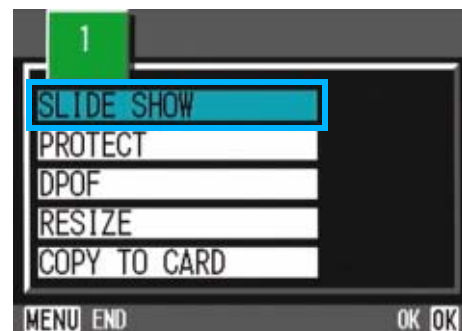 1
SLIDE SHOW
PROTECT
DPOF
RESIZE
COPY TO CARD
MENU END OK OK